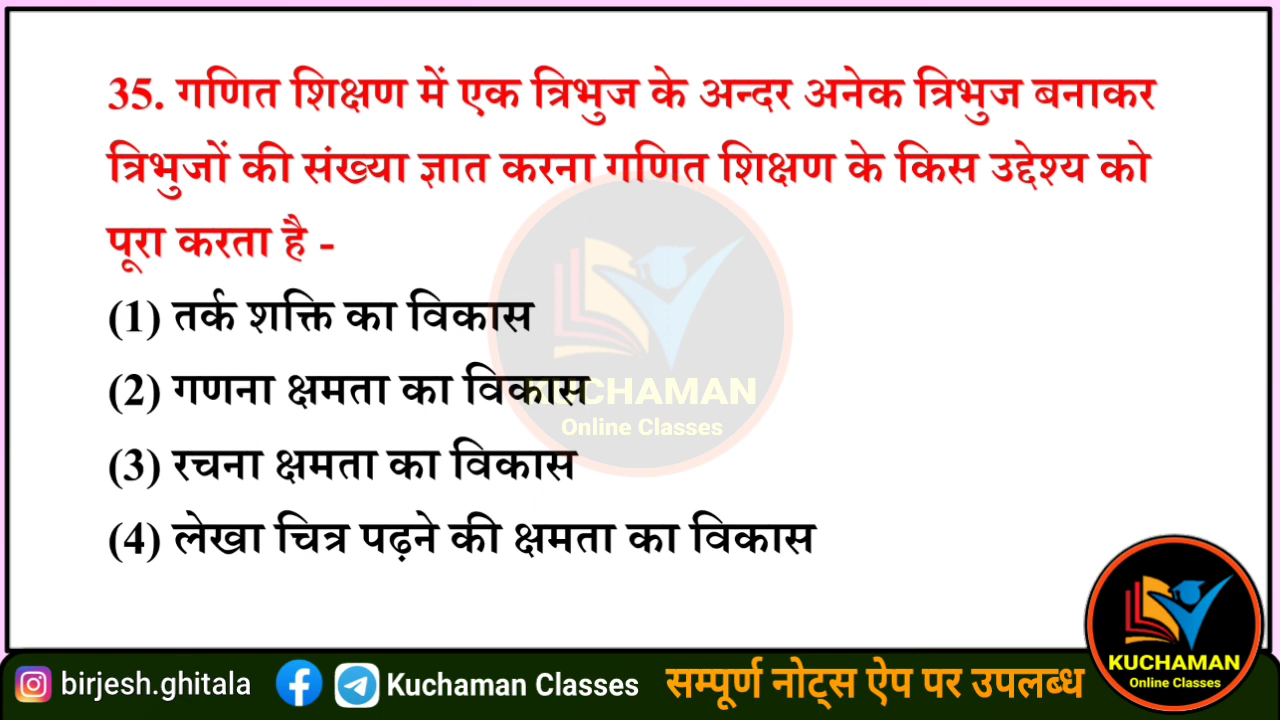 35. गणित शिक्षण में एक त्रिभुज के अन्दर अनेक त्रिभुज बनाकर
त्रिभुजों की संख्या ज्ञात करना गणित शिक्षण के किस उद्देश्य को
पूरा करता है -
(1) तर्क शक्ति का विकास
(2) गणना क्षमता का विकास
(3) रचना क्षमता का विकास
(4) लेखा चित्र पढ़ने की क्षमता का विकास
KUCHAMAN
Online Classes
birjesh.ghitala
Kuchaman Classes
सम्पूर्ण नोट्स ऐप पर उपलब्ध
KUCHAMAN
Online Classes